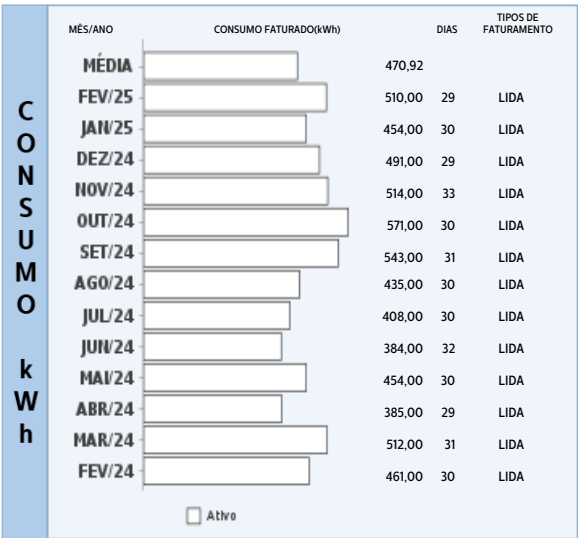 CONSUMO kWh
MÊS/ANO CONSUMO FATURADO(kWh) DIAS TIPOS DE FATURAMENTO
MÉDIA 470,92
FEV/25 510,00 29 LIDA
JAN/25 454,00 30 LIDA
DEZ/24 491,00 29 LIDA
NOV/24 514,00 33 LIDA
OUT/24 571,00 30 LIDA
SET/24 543,00 31 LIDA
AGO/24 435,00 30 LIDA
JUL/24 408,00 30 LIDA
JUN/24 384,00 32 LIDA
MAI/24 454,00 30 LIDA
ABR/24 385,00 29 LIDA
MAR/24 512,00 31 LIDA
FEV/24 461,00 30 LIDA
Ativo